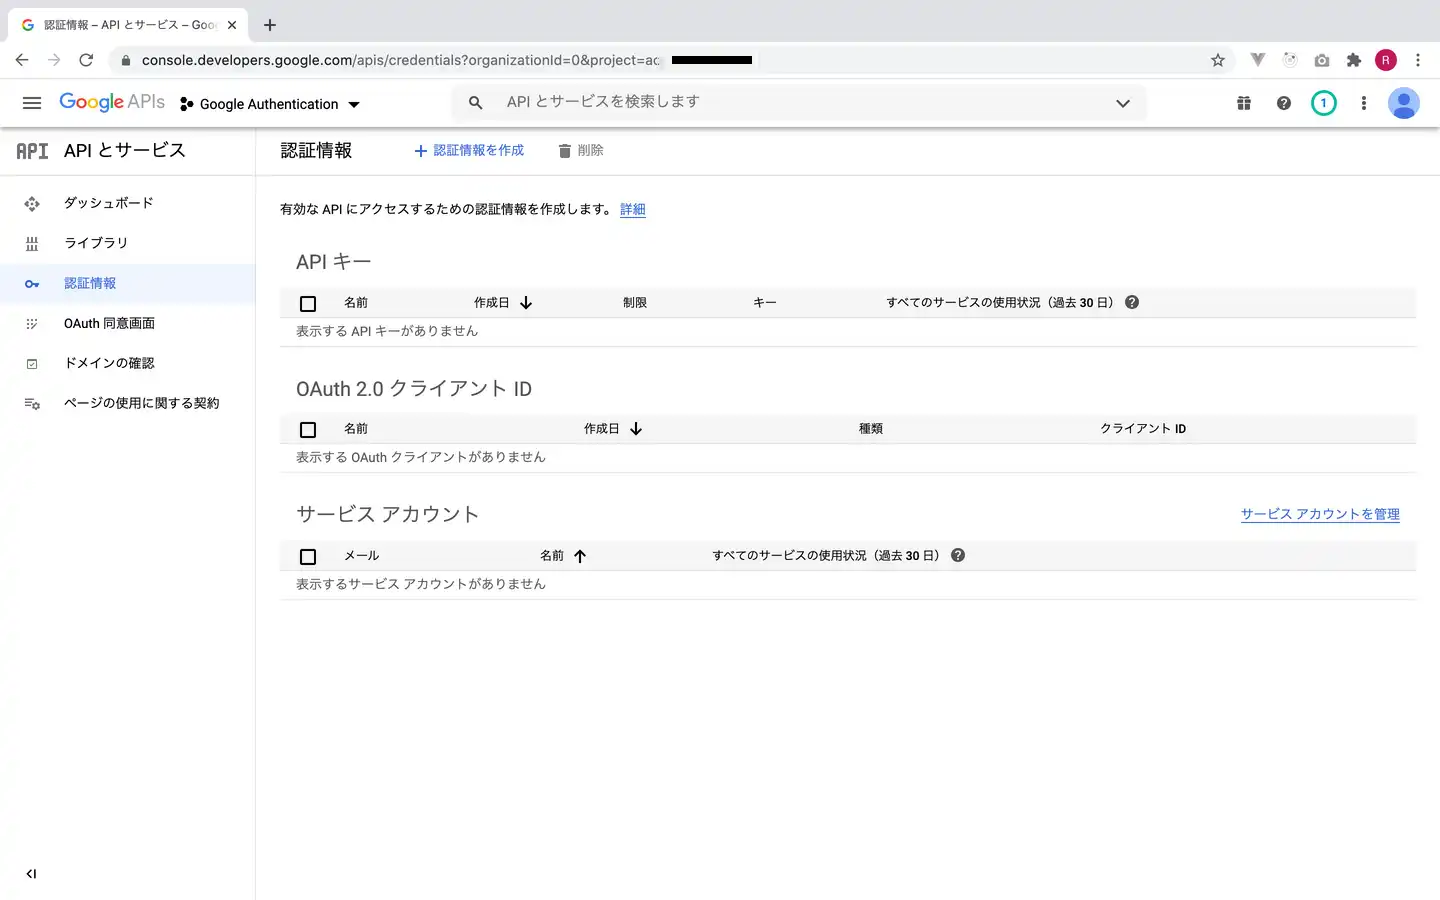 認証情報 – API とサービス – Goo
console.developers.google.com/apis/credentials?organizationId=0&project=ac
R
Google APIs
Google Authentication
API とサービスを検索します
1
API
API とサービス
認証情報
認証情報を作成
削除
ダッシュボード
ライブラリ
認証情報
OAuth 同意画面
ドメインの確認
ページの使用に関する契約
有効な API にアクセスするための認証情報を作成します。 詳細
API キー
名前 作成日 制限 キー すべてのサービスの使用状況（過去 30 日）
表示する API キーがありません
OAuth 2.0 クライアント ID
名前 作成日 種類 クライアント ID
表示する OAuth クライアントがありません
サービス アカウント
サービス アカウントを管理
メール 名前 すべてのサービスの使用状況（過去 30 日）
表示するサービス アカウントがありません